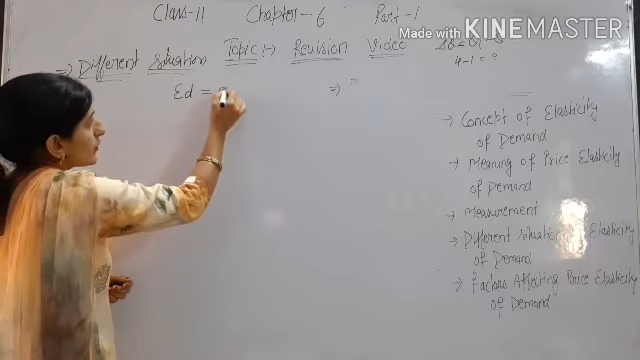 Class-11 Chapter-6 Part-1
Made with KINEMASTER
Topic:→ Revision Video
4-1 = ?
⇒ Different Situation
Ed =
⇒
→ Concept of Elasticity
of Demand
→ Meaning of Price Elasticity
of Demand
→ Measurement
→ Different Situation Elasticity
of Demand
→ Factors Affecting Price Elasticity
of Demand